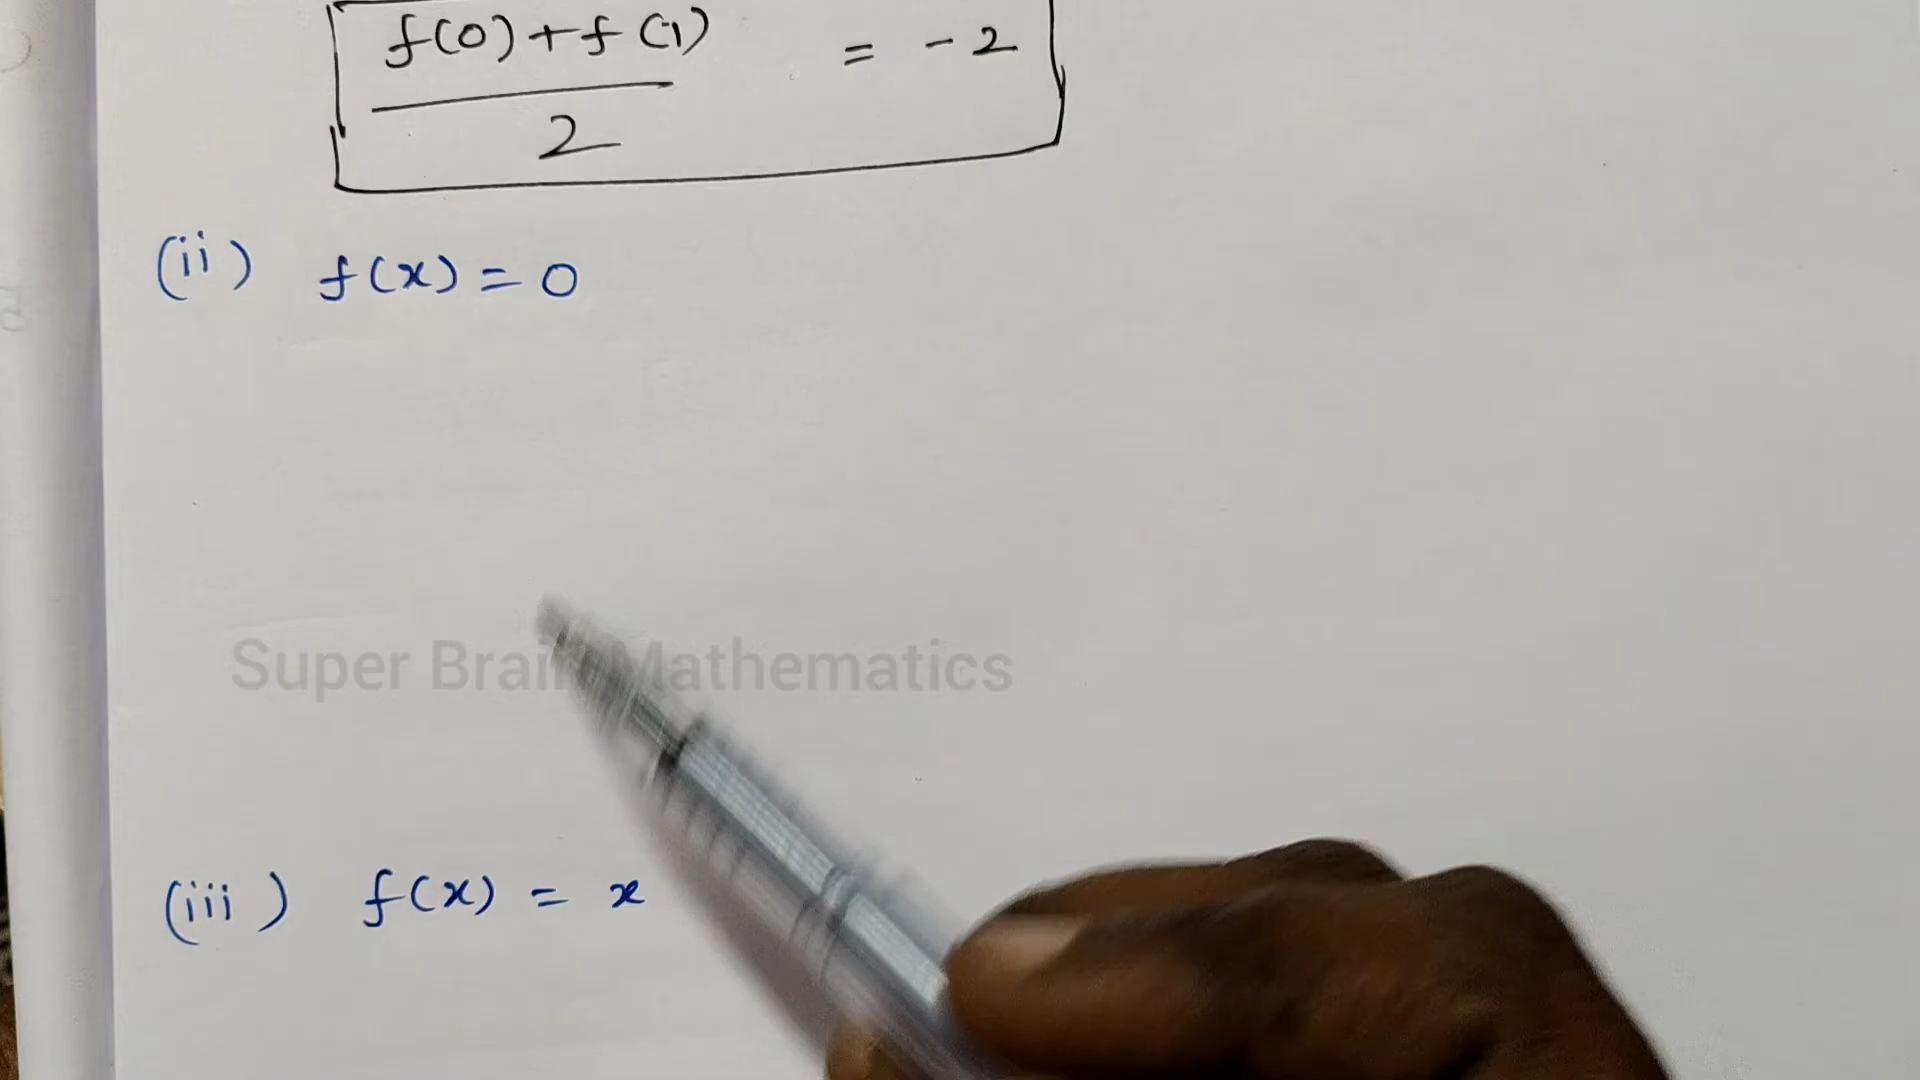 f(0)+f(1)
= -2
2
(ii) f(x) = 0
Super Brain Mathematics
(iii) f(x) = x